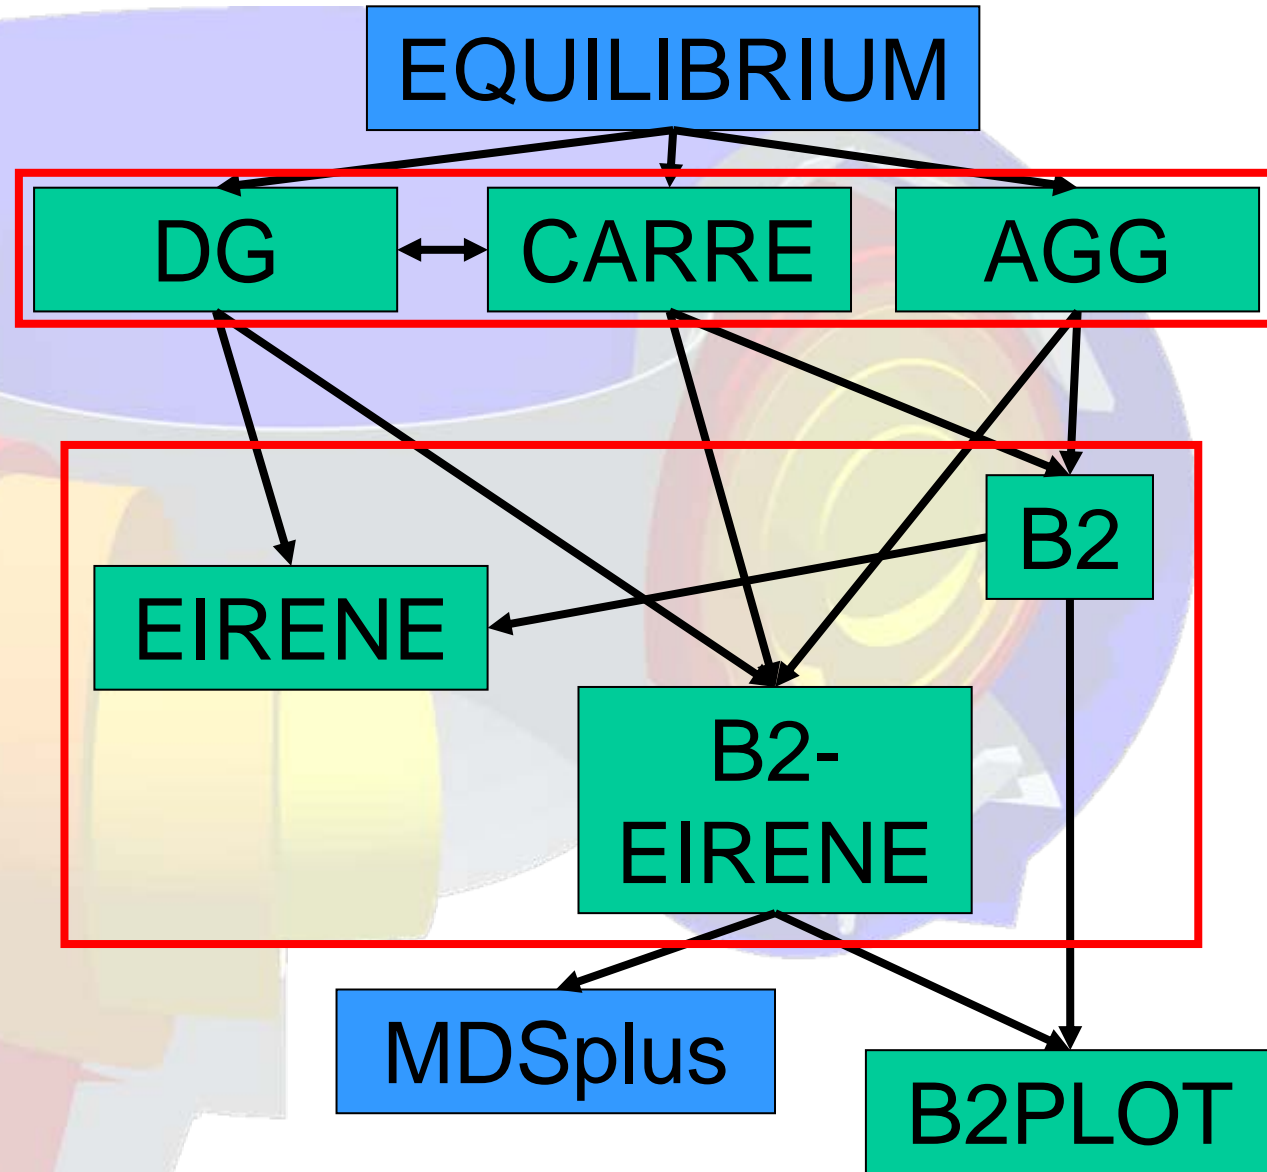 EQUILIBRIUM
DG
CARRE
AGG
B2
EIRENE
B2-
EIRENE
MDSplus
B2PLOT